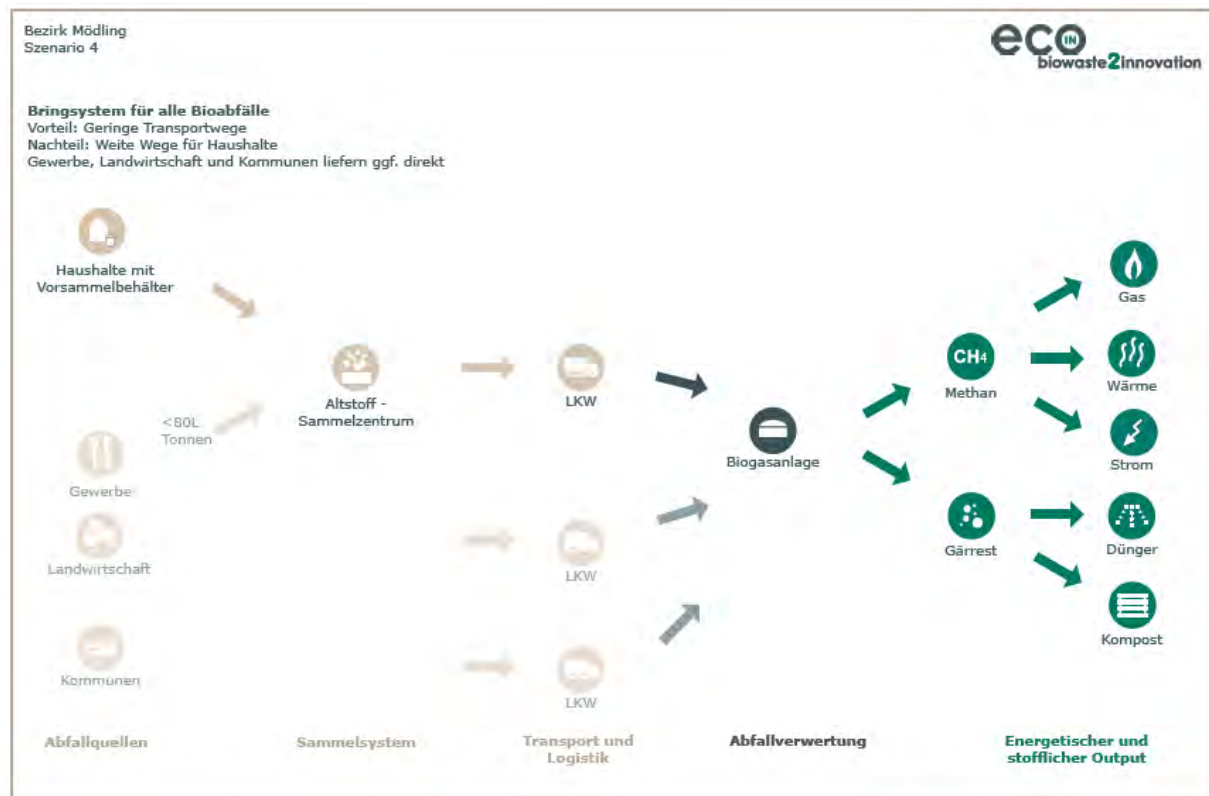 Bezirk Mödling
Szenario 4
eco IN
biowaste2innovation
Bringsystem für alle Bioabfälle
Vorteil: Geringe Transportwege
Nachteil: Weite Wege für Haushalte
Gewerbe, Landwirtschaft und Kommunen liefern ggf. direkt
Haushalte mit
Vorsammelbehälter
<80L
Tonnen
Gewerbe
Landwirtschaft
Kommunen
Altstoff -
Sammelzentrum
LKW
LKW
LKW
Biogasanlage
CH4
Methan
Gärrest
Gas
Wärme
Strom
Dünger
Kompost
Abfallquellen
Sammelsystem
Transport und
Logistik
Abfallverwertung
Energetischer und
stofflicher Output